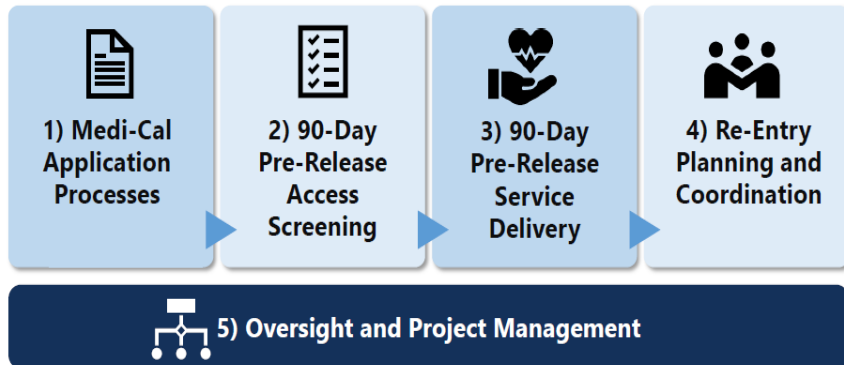 1) Medi-Cal
Application
Processes
2) 90-Day
Pre-Release
Access
Screening
3) 90-Day
Pre-Release
Service
Delivery
4) Re-Entry
Planning and
Coordination
5) Oversight and Project Management